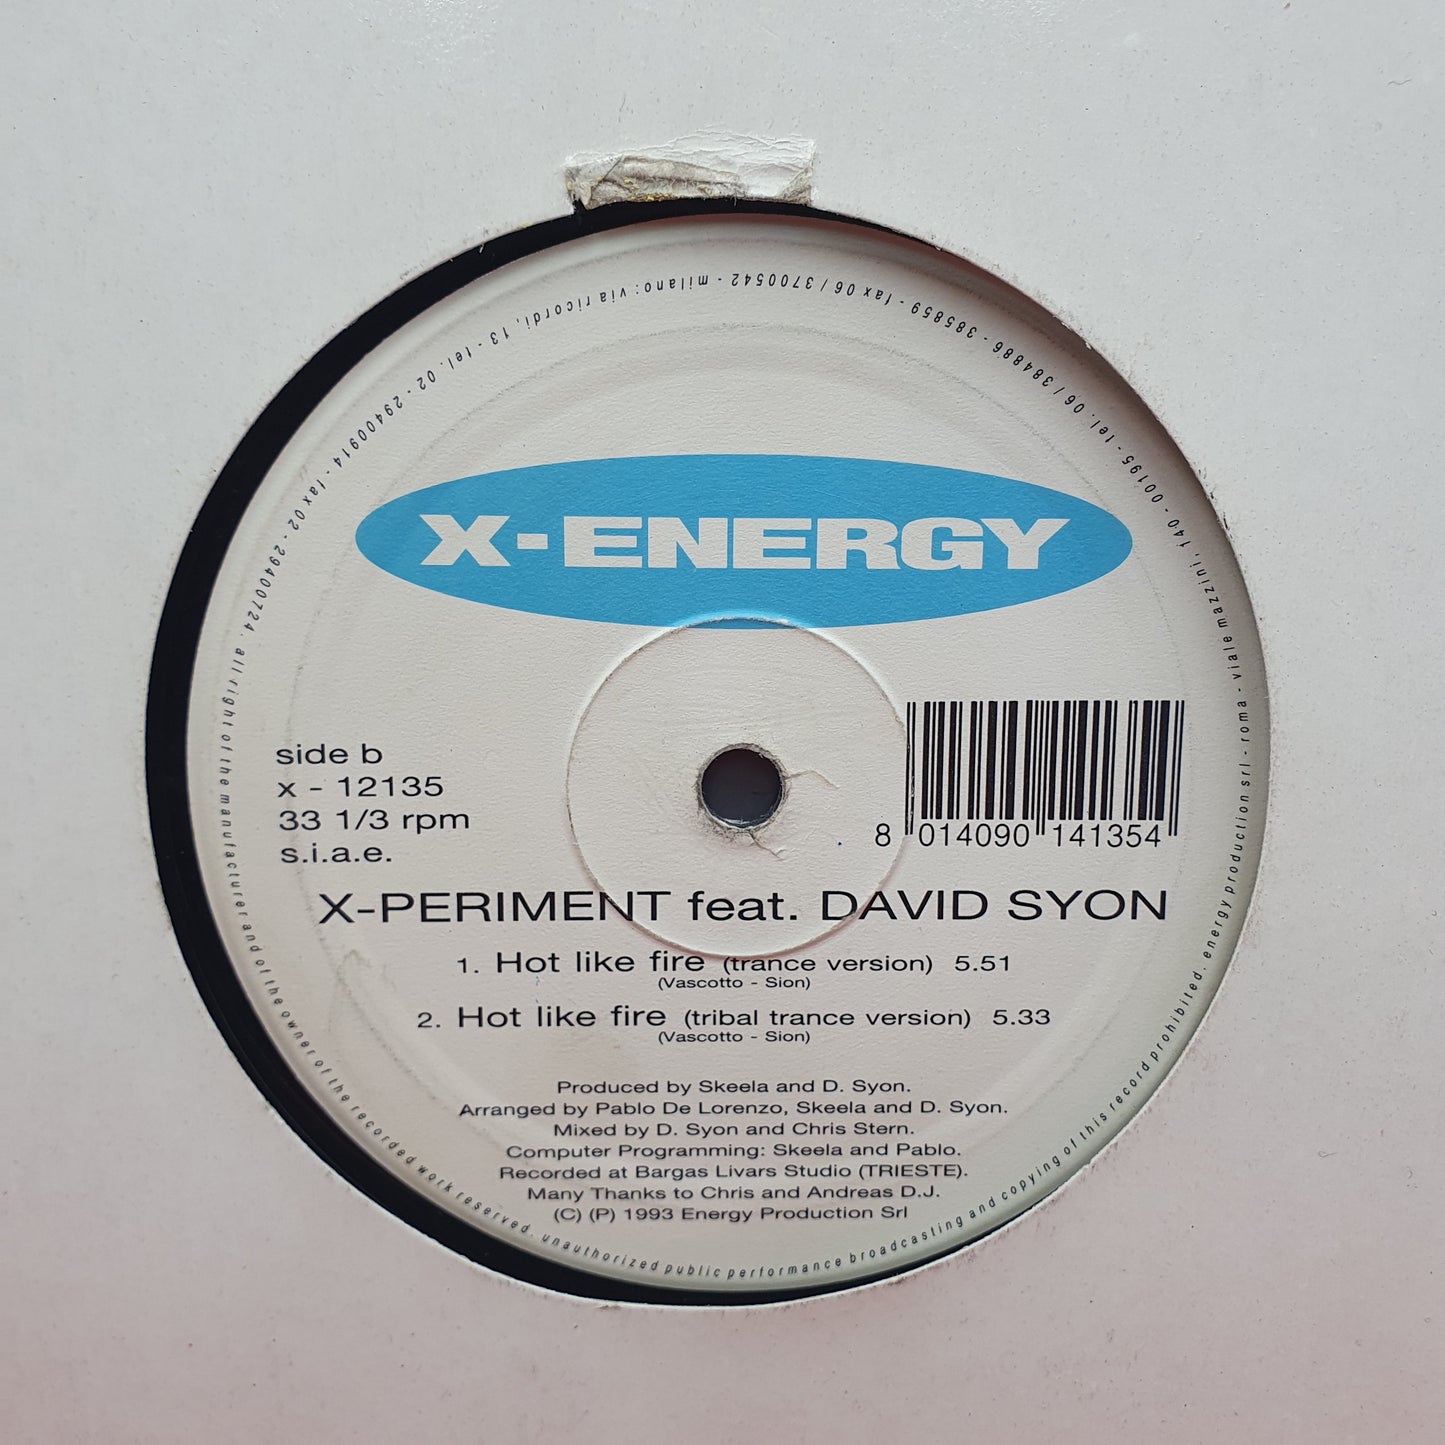 X-ENERGY
side b
x - 12135
33 1/3 rpm
s.i.a.e.
8 014090 141354
X-PERIMENT feat. DAVID SYON
1. Hot like fire (trance version) 5.51
(Vascotto - Sion)
2. Hot like fire (tribal trance version) 5.33
(Vascotto - Sion)
Produced by Skeela and D. Syon.
Arranged by Pablo De Lorenzo, Skeela and D. Syon.
Mixed by D. Syon and Chris Stern.
Computer Programming: Skeela and Pablo.
Recorded at Bargas Livars Studio (TRIESTE).
Many Thanks to Chris and Andreas D.J.
(C) (P) 1993 Energy Production Srl
all right of the manufacturer and of the owner of the recorded work reserved. unauthorized public performance broadcasting and copying of this record prohibited. energy production srl - roma - viale mazzini, 140 - 00195 - tel. 06 / 384886 - 385859 - fax 06 / 3700542 - milano: via ricordi, 13 - tel. 02 - 29400914 - fax 02 - 29400724.